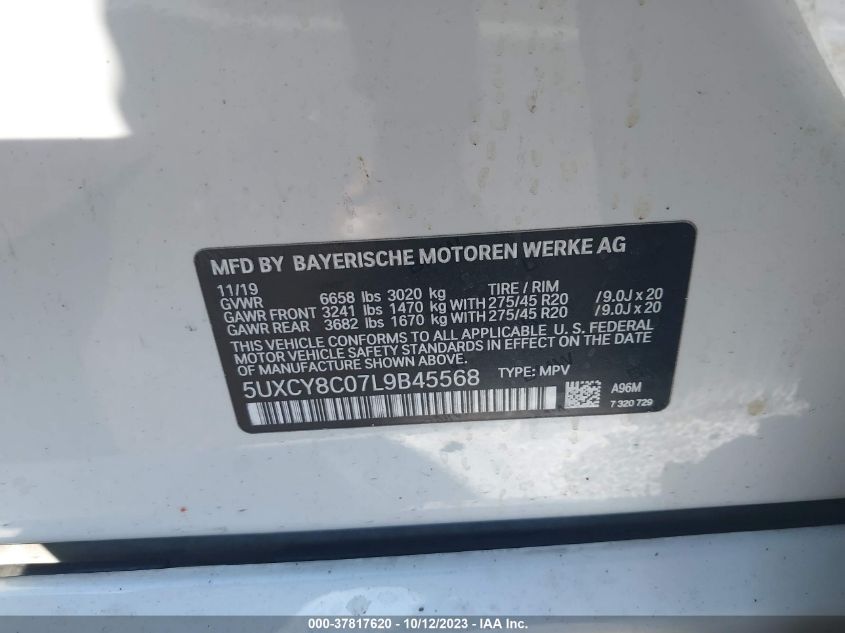 MFD BY BAYERISCHE MOTOREN WERKE AG
11/19 TIRE / RIM
GVWR 6658 lbs 3020 kg
GAWR FRONT 3241 lbs 1470 kg WITH 275/45 R20 /9.0J x 20
GAWR REAR 3682 lbs 1670 kg WITH 275/45 R20 /9.0J x 20
THIS VEHICLE CONFORMS TO ALL APPLICABLE U.S. FEDERAL
MOTOR VEHICLE SAFETY STANDARDS IN EFFECT ON THE DATE
OF MANUFACTURE SHOWN ABOVE.
5UXCY8C07L9B45568 TYPE: MPV
A96M
7 320 729
000-37817620 - 10/12/2023 - IAA Inc.